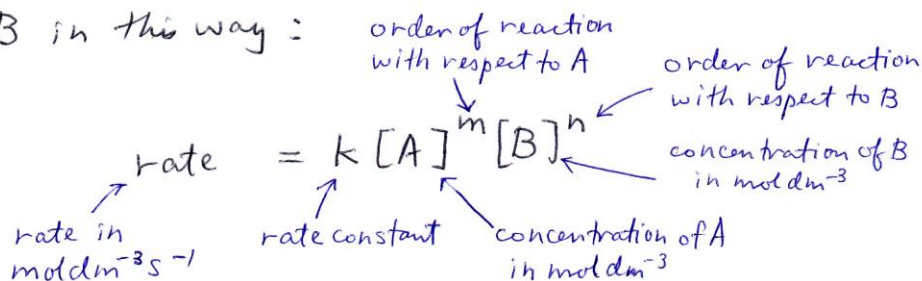 B in this way :
order of reaction
with respect to A
order of reaction
with respect to B
rate = k [A]^m [B]^n
concentration of B
in mol dm⁻³
rate in
mol dm⁻³ s⁻¹
rate constant
concentration of A
in mol dm⁻³